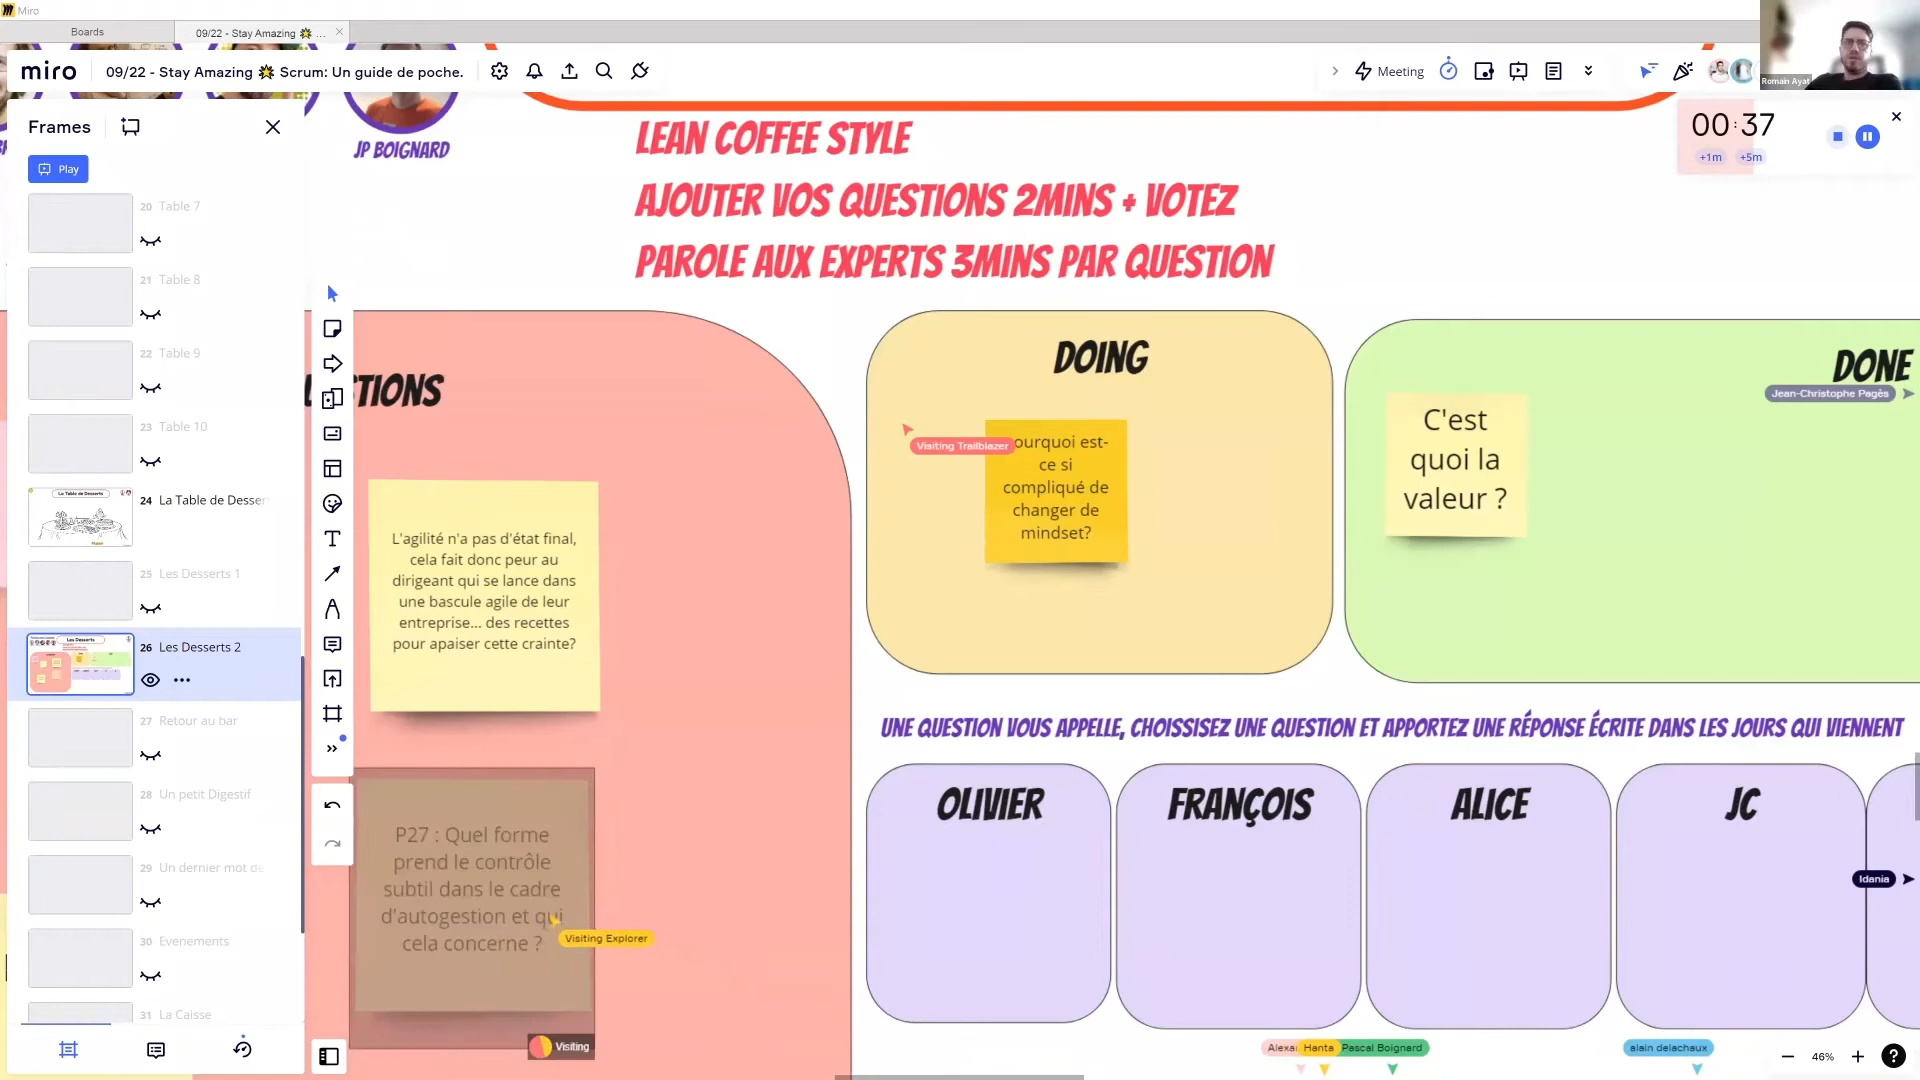 Miro
Boards
09/22 - Stay Amazing 🌟 ...
miro
09/22 - Stay Amazing 🌟 Scrum: Un guide de poche.
Meeting
Romain Ayat
Frames
Play
20 Table 7
21 Table 8
22 Table 9
23 Table 10
24 La Table de Desser
La Table de Desserts
25 Les Desserts 1
26 Les Desserts 2
Les Desserts
27 Retour au bar
28 Un petit Digestif
29 Un dernier mot de
30 Evenements
31 La Caisse
JP BOIGNARD
LEAN COFFEE STYLE
AJOUTER VOS QUESTIONS 2MINS + VOTEZ
PAROLE AUX EXPERTS 3MINS PAR QUESTION
00:37
+1m +5m
STIONS
L'agilité n'a pas d'état final,
cela fait donc peur au
dirigeant qui se lance dans
une bascule agile de leur
entreprise... des recettes
pour apaiser cette crainte?
P27 : Quel forme
prend le contrôle
subtil dans le cadre
d'autogestion et qui
cela concerne ?
Visiting Explorer
Visiting
DOING
Visiting Trailblazer
ourquoi est-
ce si
compliqué de
changer de
mindset?
DONE
Jean-Christophe Pagès
C'est
quoi la
valeur ?
UNE QUESTION VOUS APPELLE, CHOISSISEZ UNE QUESTION ET APPORTEZ UNE RÉPONSE ÉCRITE DANS LES JOURS QUI VIENNENT
OLIVIER
FRANÇOIS
ALICE
JC
Idania
Alexa
Hanta
Pascal Boignard
alain delachaux
46%